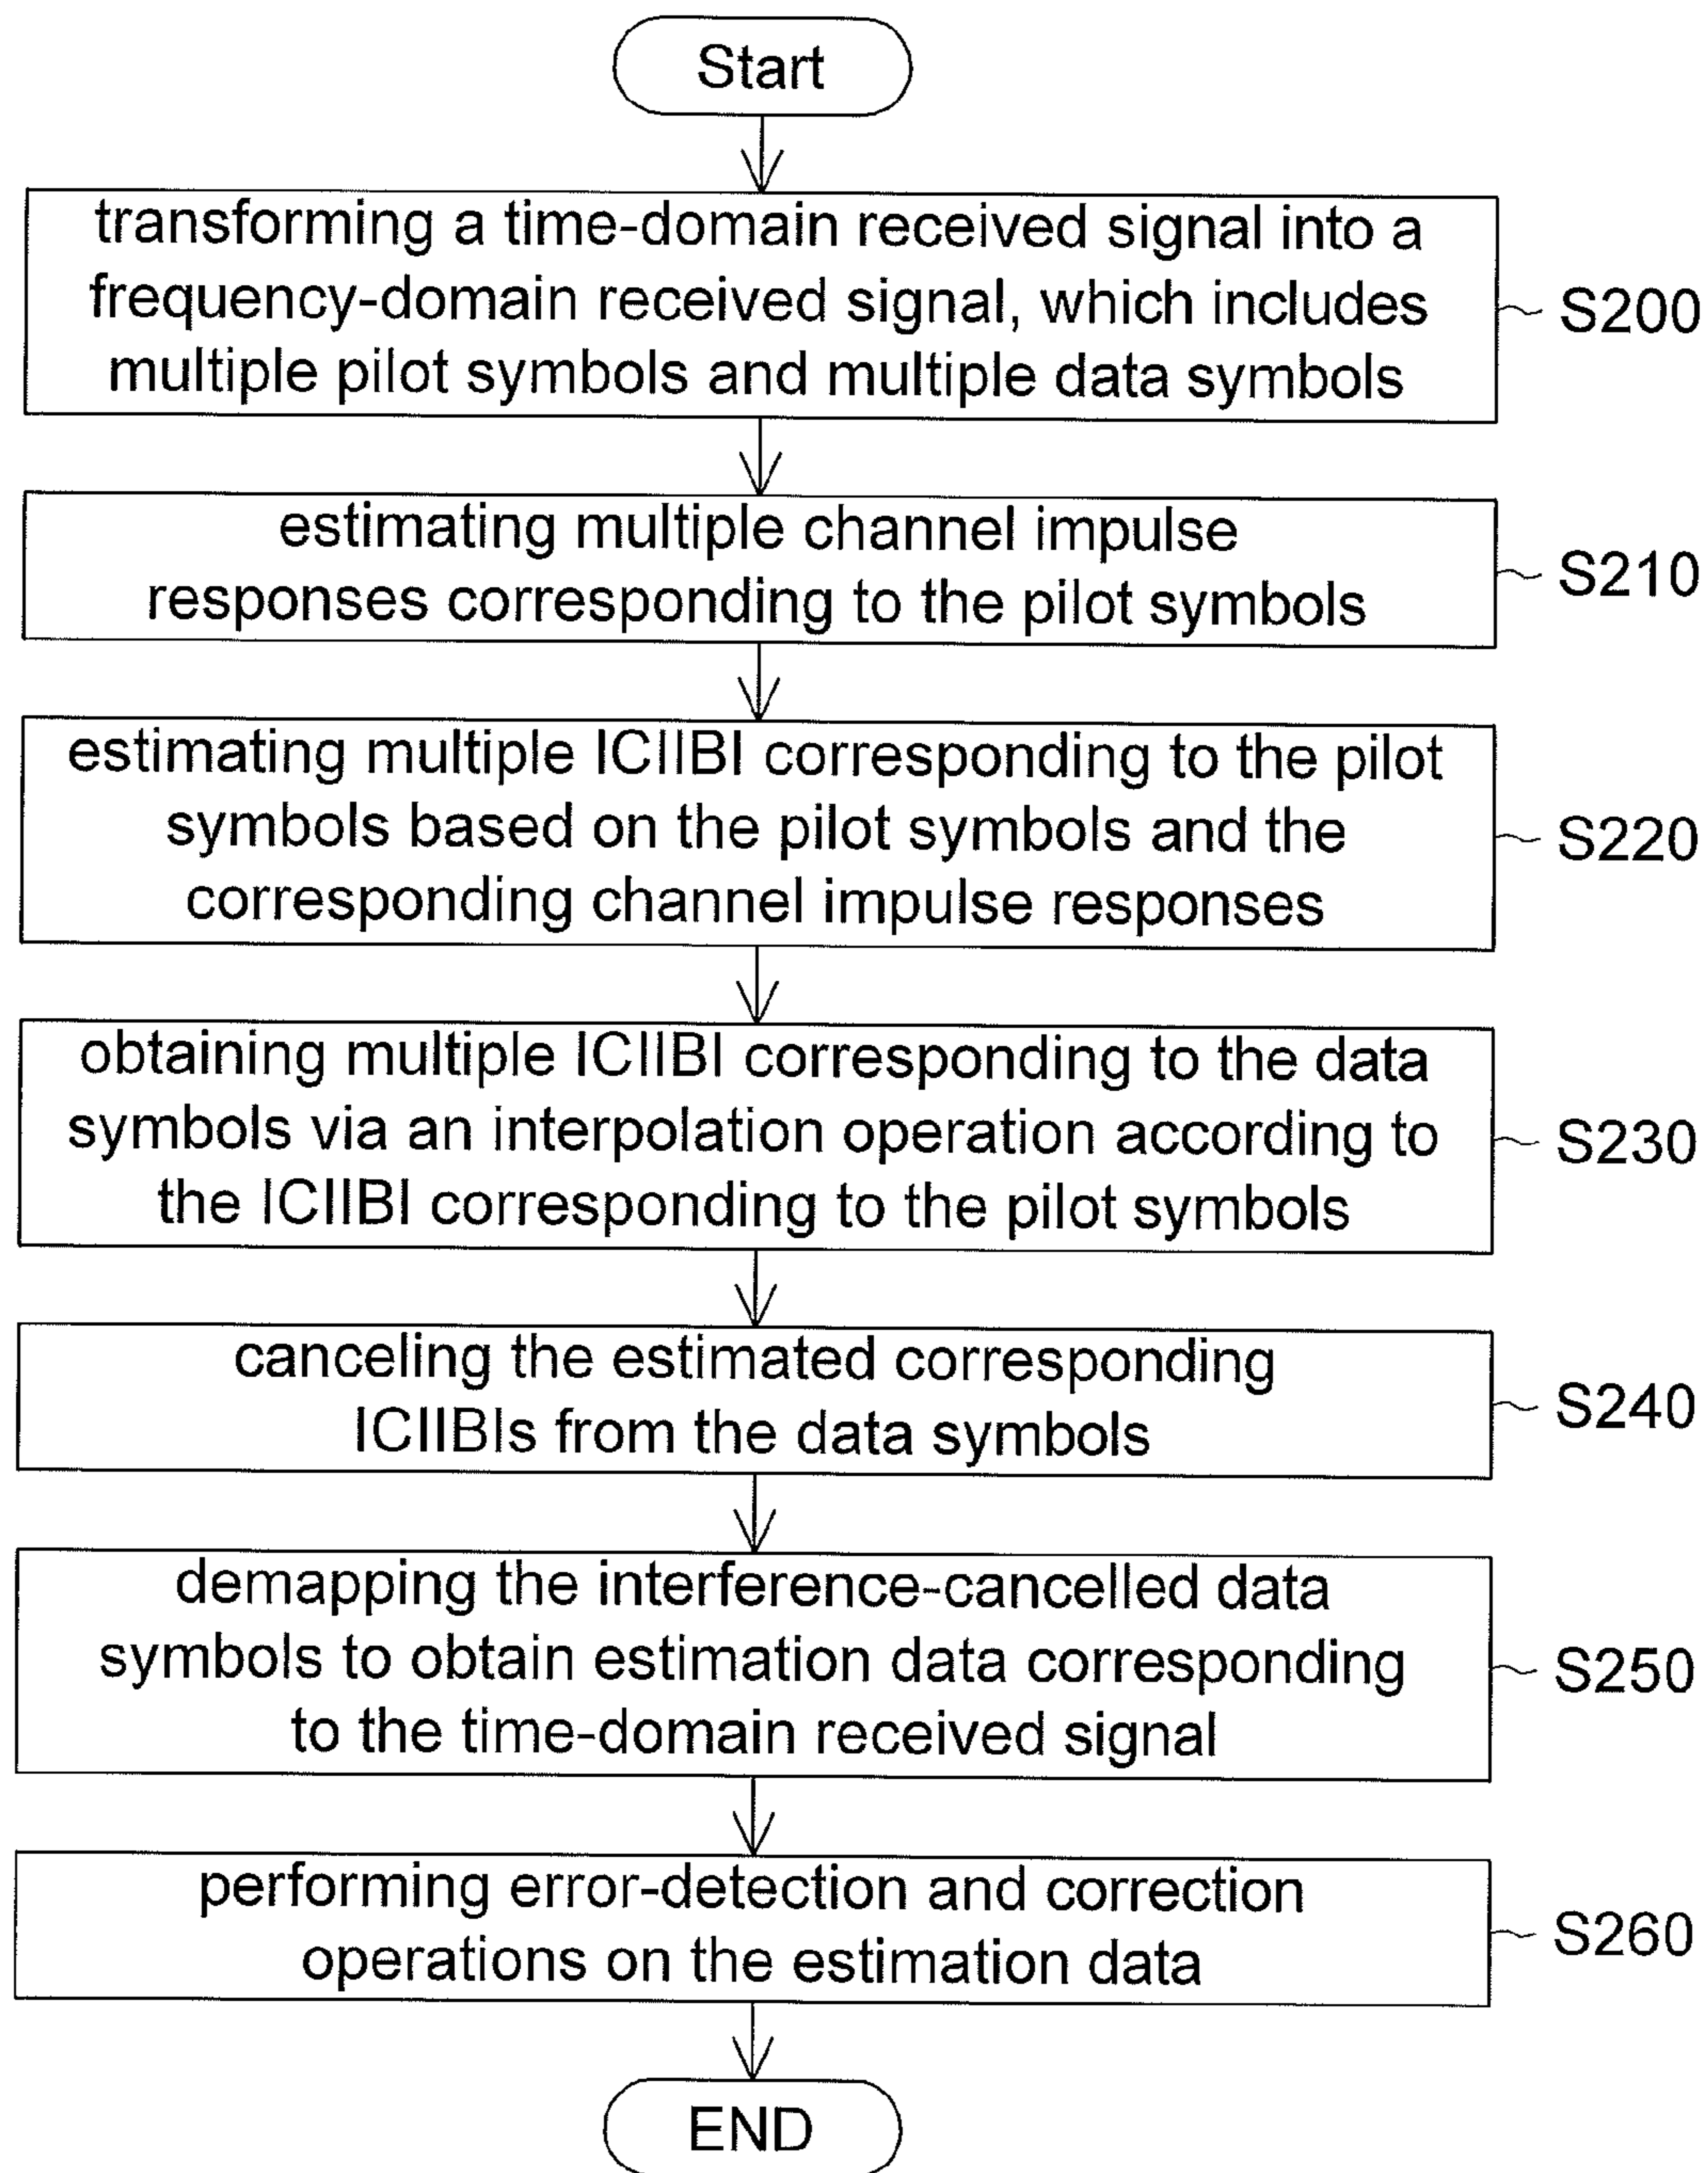 Start
transforming a time-domain received signal into a
frequency-domain received signal, which includes
multiple pilot symbols and multiple data symbols
S200
estimating multiple channel impulse
responses corresponding to the pilot symbols
S210
estimating multiple ICIIBI corresponding to the pilot
symbols based on the pilot symbols and the
corresponding channel impulse responses
S220
obtaining multiple ICIIBI corresponding to the data
symbols via an interpolation operation according to
the ICIIBI corresponding to the pilot symbols
S230
canceling the estimated corresponding
ICIIBIs from the data symbols
S240
demapping the interference-cancelled data
symbols to obtain estimation data corresponding
to the time-domain received signal
S250
performing error-detection and correction
operations on the estimation data
S260
END